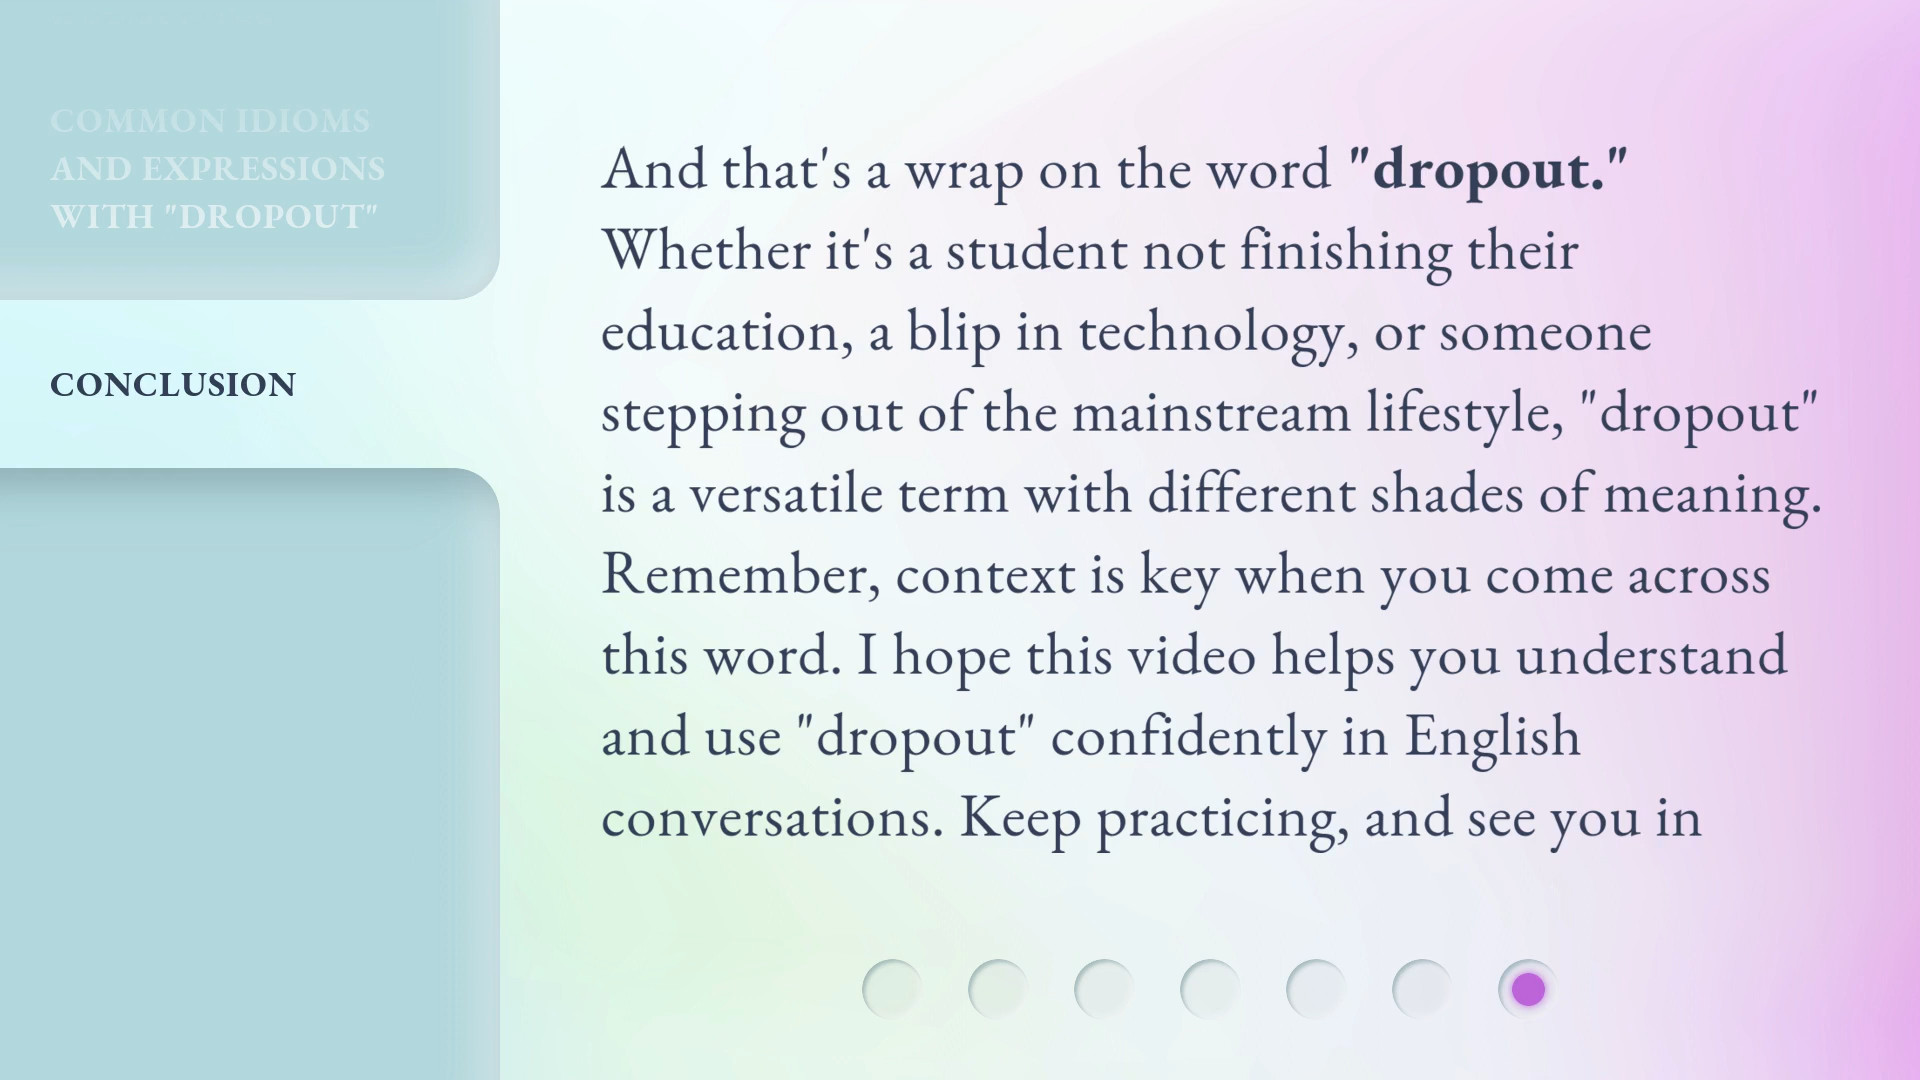 COMMON IDIOMS
AND EXPRESSIONS
WITH "DROPOUT"
CONCLUSION
And that's a wrap on the word "dropout."
Whether it's a student not finishing their
education, a blip in technology, or someone
stepping out of the mainstream lifestyle, "dropout"
is a versatile term with different shades of meaning.
Remember, context is key when you come across
this word. I hope this video helps you understand
and use "dropout" confidently in English
conversations. Keep practicing, and see you in